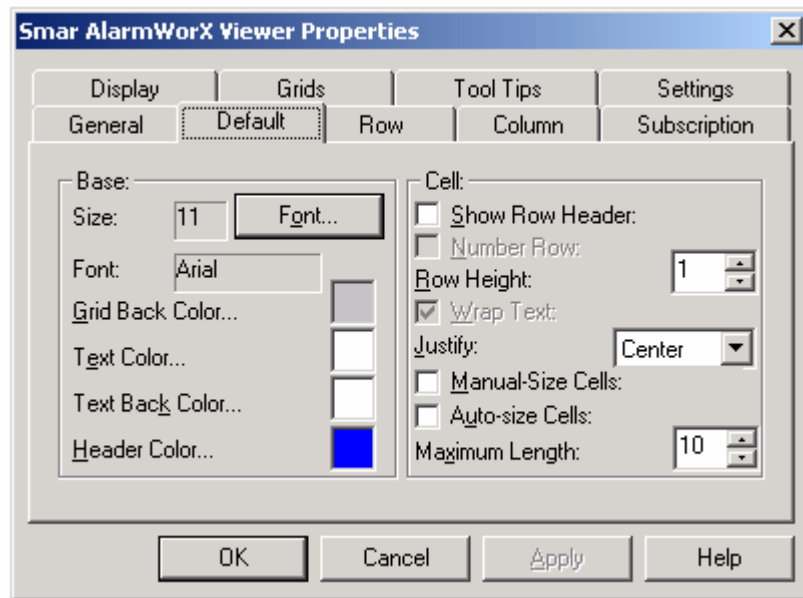 Smar AlarmWorX Viewer Properties
Display Grids Tool Tips Settings
General Default Row Column Subscription
Base:
Size: 11 Font...
Font: Arial
Grid Back Color...
Text Color...
Text Back Color...
Header Color...
Cell:
Show Row Header:
Number Row:
Row Height: 1
Wrap Text:
Justify: Center
Manual-Size Cells:
Auto-size Cells:
Maximum Length: 10
OK Cancel Apply Help